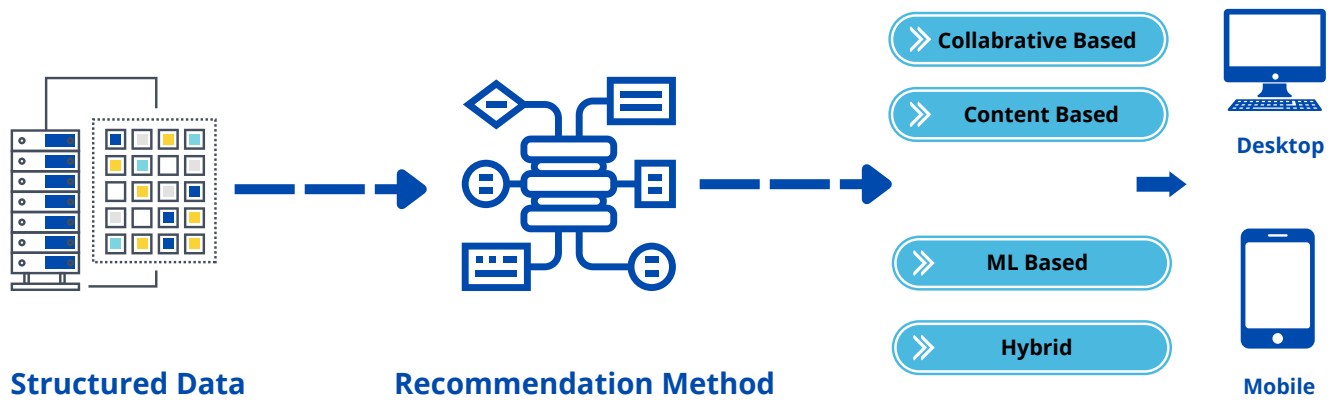 Collabrative Based
Content Based
Desktop
ML Based
Hybrid
Structured Data
Recommendation Method
Mobile